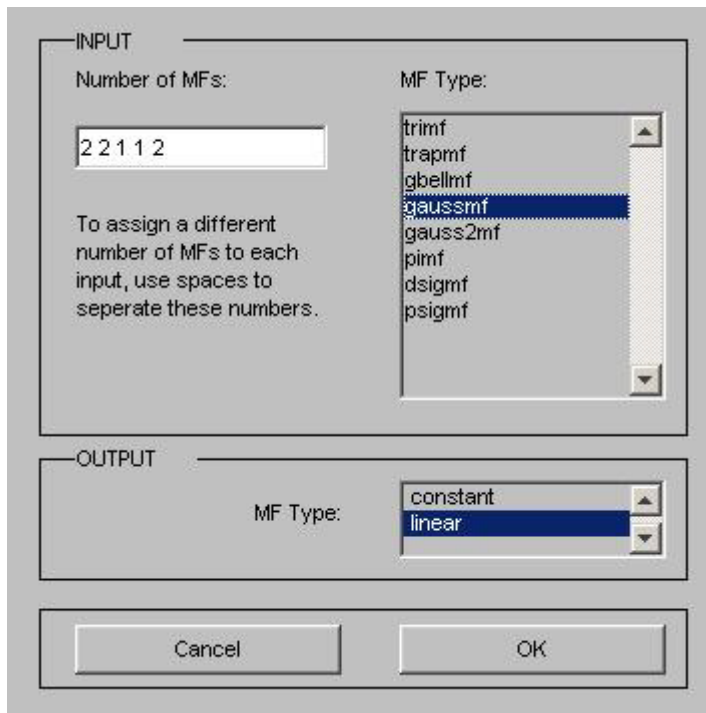 INPUT
Number of MFs:
2 2 1 1 2
To assign a different
number of MFs to each
input, use spaces to
seperate these numbers.
MF Type:
trimf
trapmf
gbellmf
gaussmf
gauss2mf
pimf
dsigmf
psigmf
OUTPUT
MF Type:
constant
linear
Cancel
OK